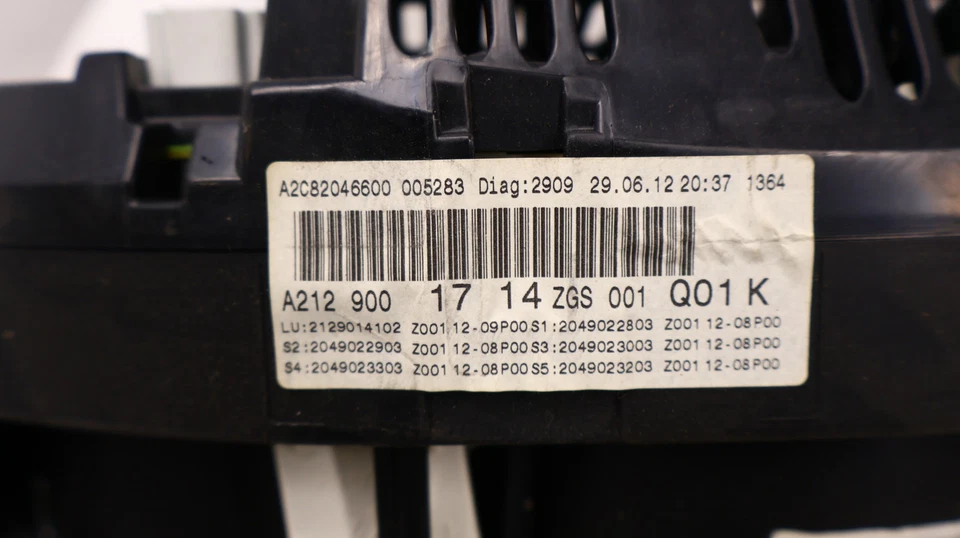 A2C82046600 005283 Diag:2909 29.06.12 20:37 1364
A212 900 17 14 ZGS 001 Q01 K
LU:2129014102 Z001 12-09P00 S1:2049022803 Z001 12-08P00
S2:2049022903 Z001 12-08P00 S3:2049023003 Z001 12-08P00
S4:2049023303 Z001 12-08P00 S5:2049023203 Z001 12-08P00